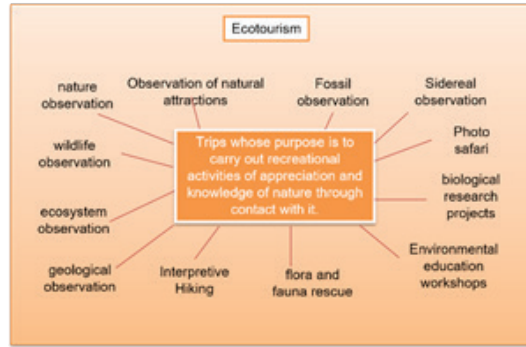 Ecotourism
nature
observation
Observation of natural
attractions
Fossil
observation
Sidereal
observation
wildlife
observation
Trips whose purpose is to
carry out recreational
activities of appreciation and
knowledge of nature through
contact with it.
Photo
safari
ecosystem
observation
biological
research
projects
geological
observation
Interpretive
Hiking
flora and
fauna rescue
Environmental
education
workshops